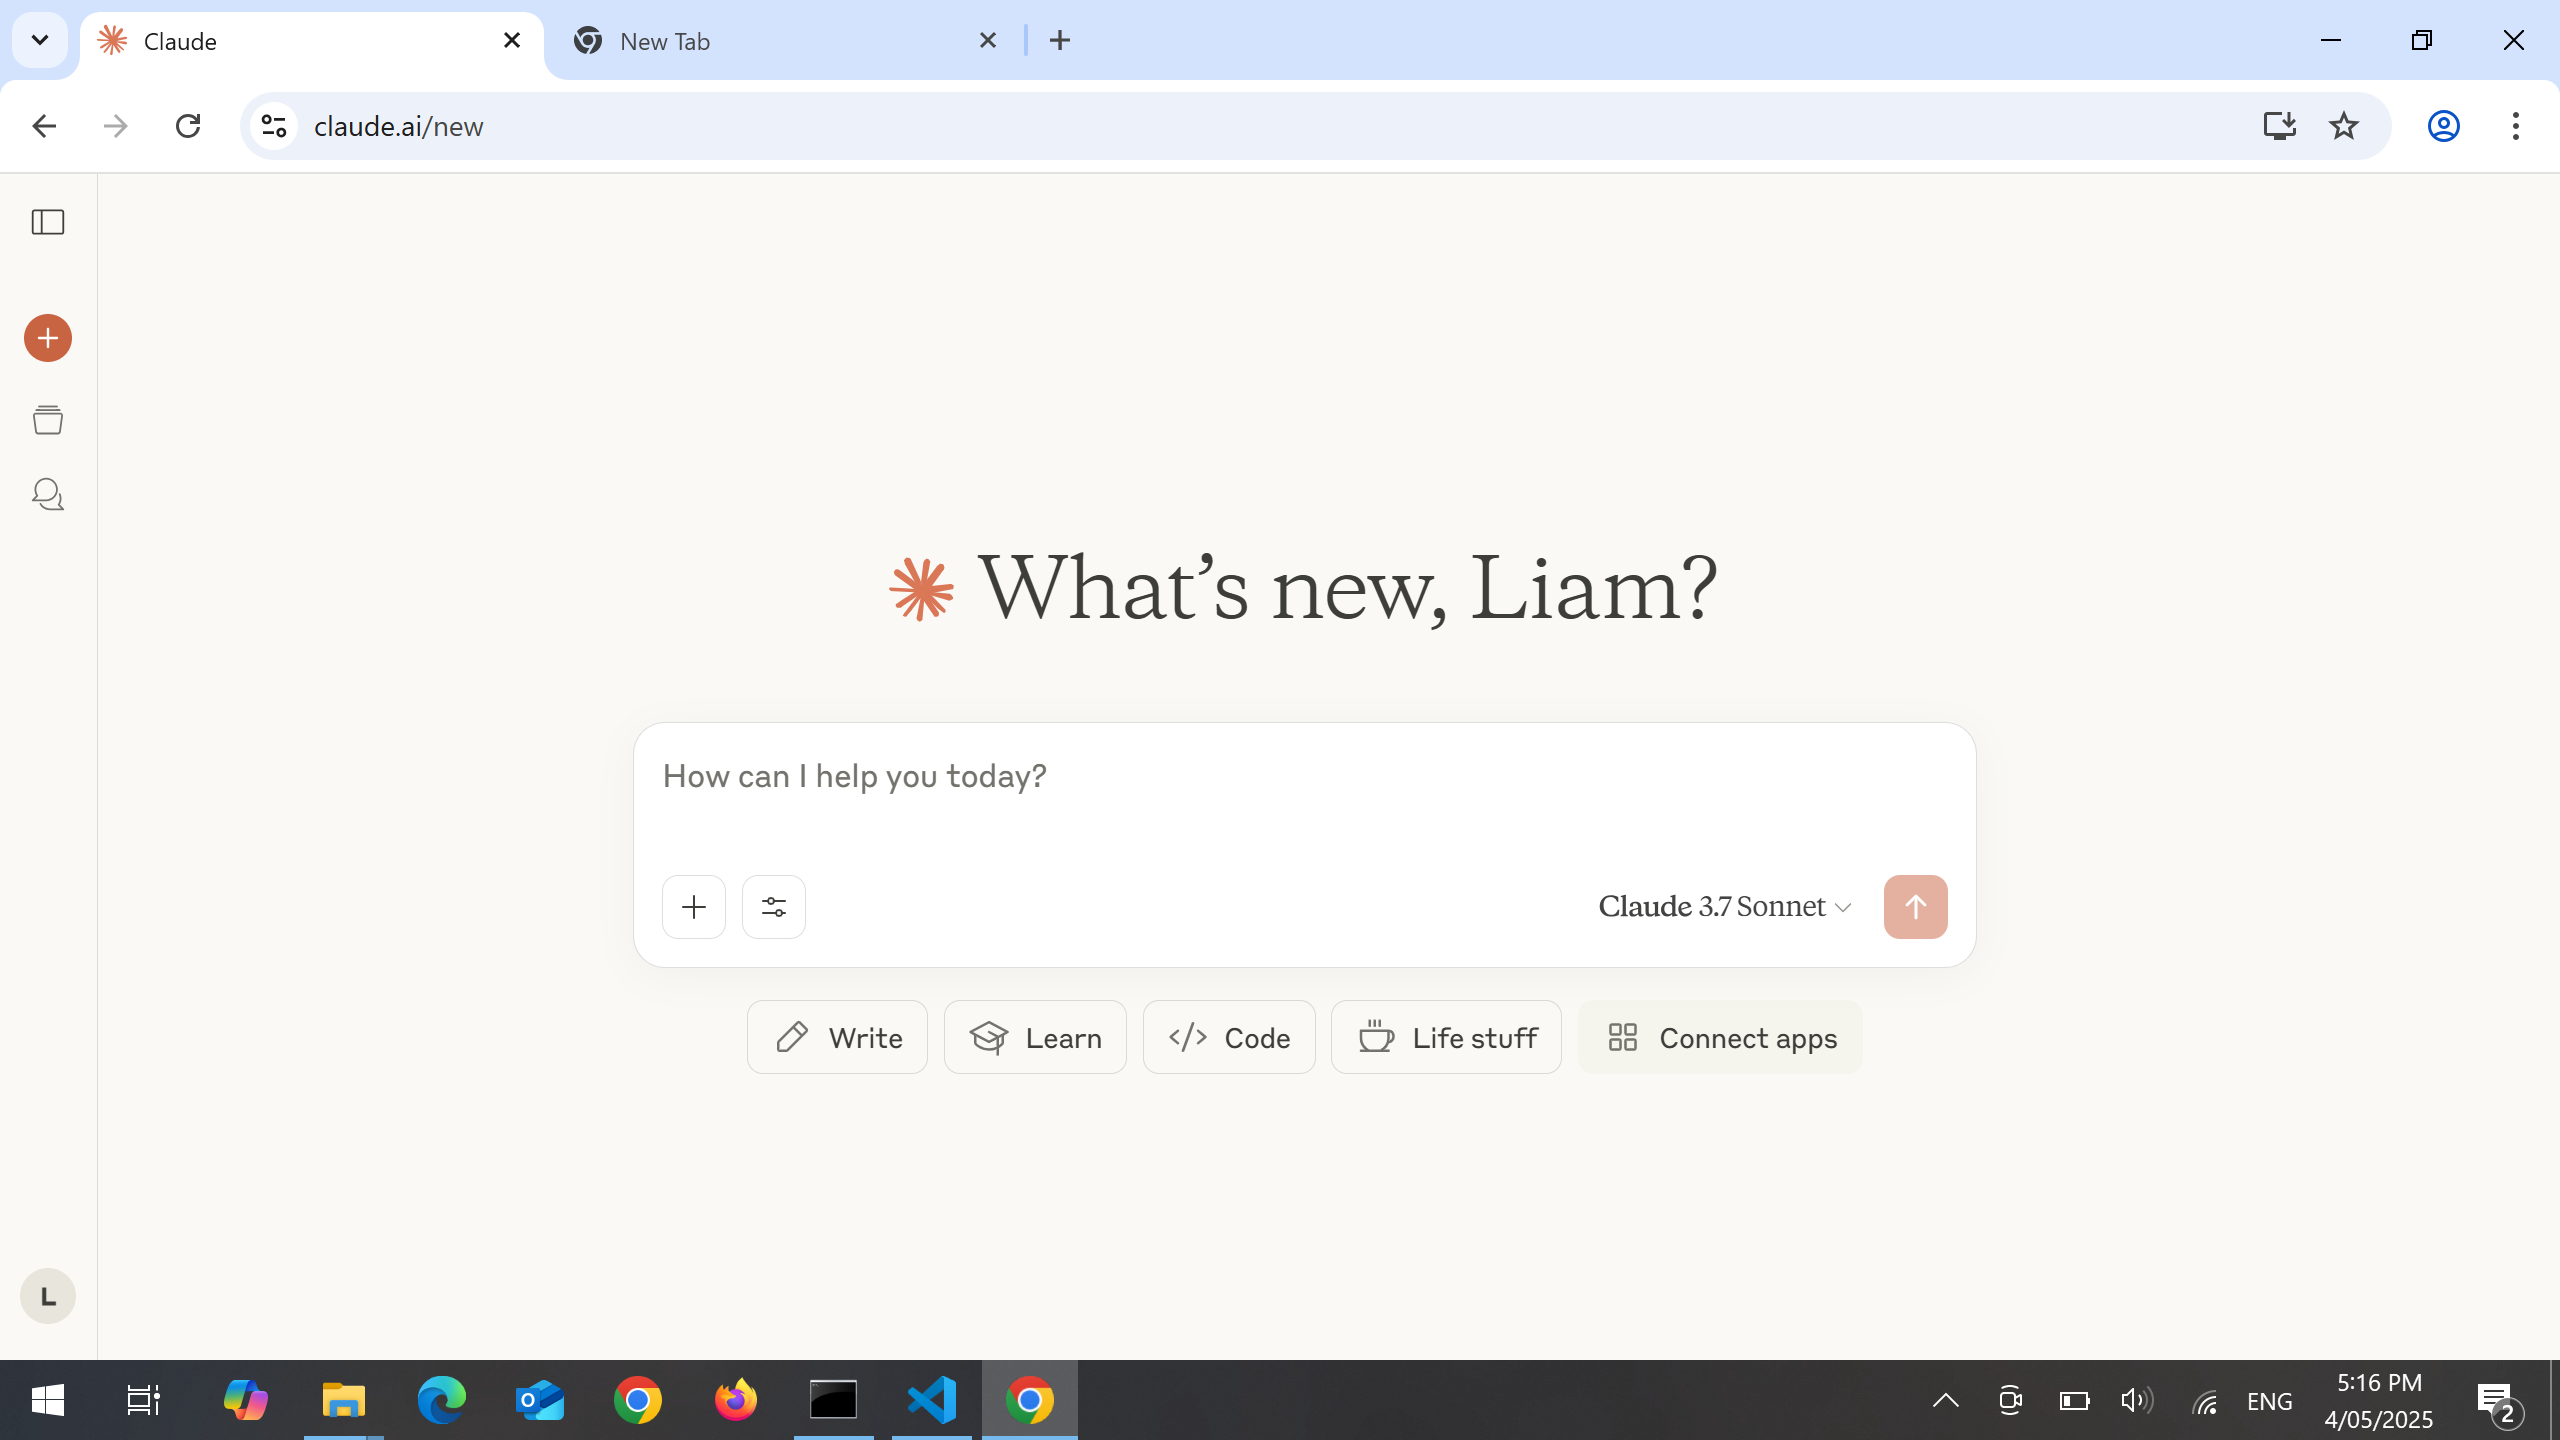 Claude
New Tab
claude.ai/new
What’s new, Liam?
How can I help you today?
Claude 3.7 Sonnet
Write
Learn
Code
Life stuff
Connect apps
L
ENG
5:16 PM
4/05/2025
2